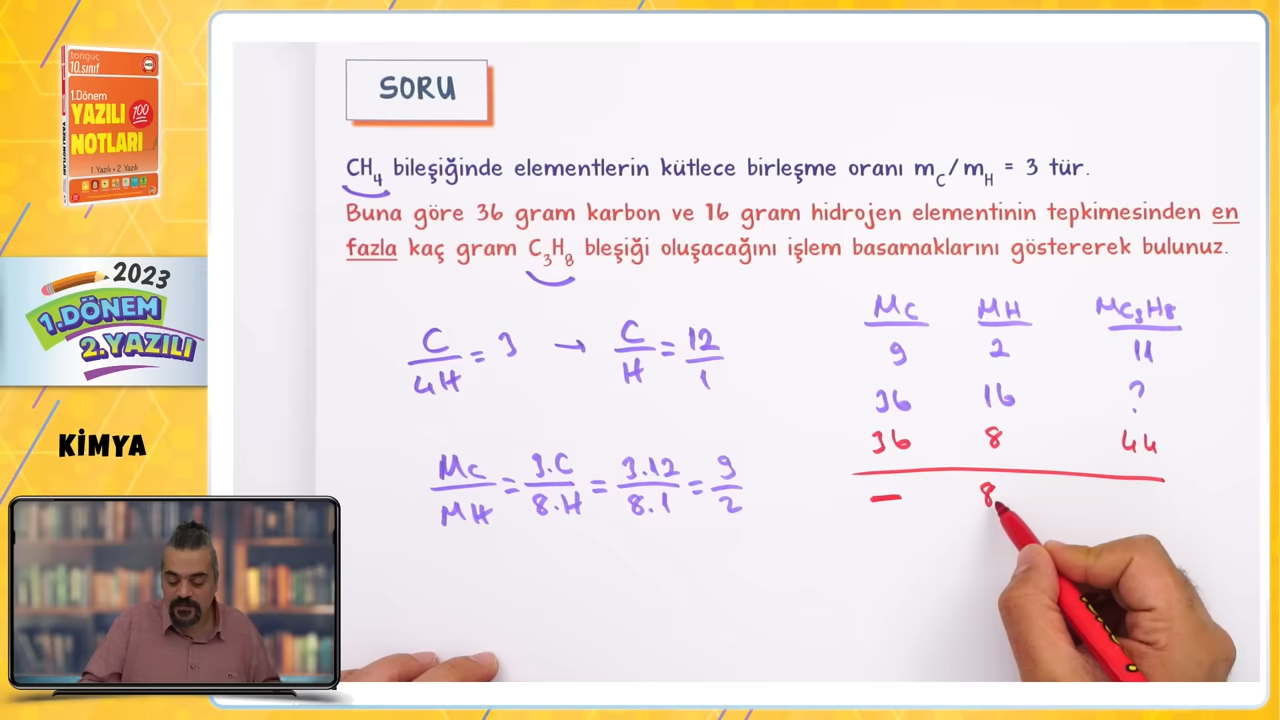 tonguç
10.sınıf
1.Dönem
YAZILI
100
NOTLARI
YAZILI NOTLARI
1. Yazılı • 2. Yazılı
2023
1.DÖNEM
2.YAZILI
KİMYA
SORU
CH₄ bileşiğinde elementlerin kütlece birleşme oranı m_C/m_H = 3 tür.
Buna göre 36 gram karbon ve 16 gram hidrojen elementinin tepkimesinden en
fazla kaç gram C₃H₈ bleşiği oluşacağını işlem basamaklarını göstererek bulunuz.
C/4H = 3 → C/H = 12/1
MC/MH = 3.C/8.H = 3.12/8.1 = 9/2
MC MH MC₃H₈
9 2 11
36 16 ?
36 8 44
— 8